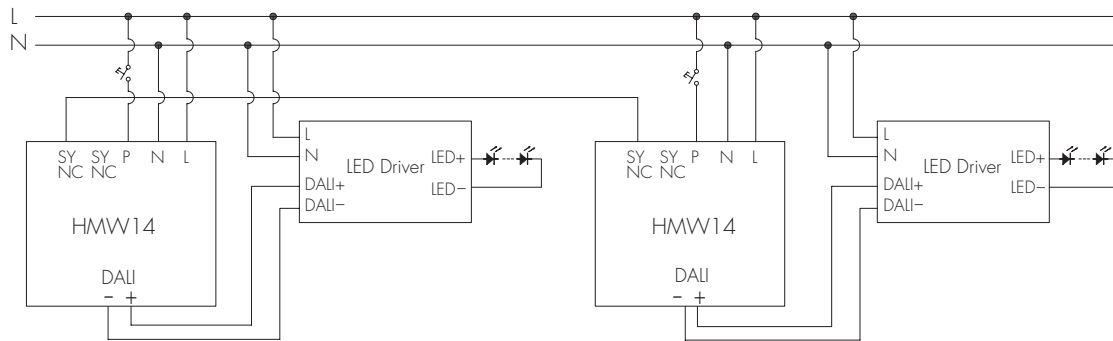 L
N
SY NC SY NC P N L
HMW14
DALI
− +
L
N
DALI+
DALI−
LED Driver
LED+
LED−
SY NC SY NC P N L
HMW14
DALI
− +
L
N
DALI+
DALI−
LED Driver
LED+
LED−